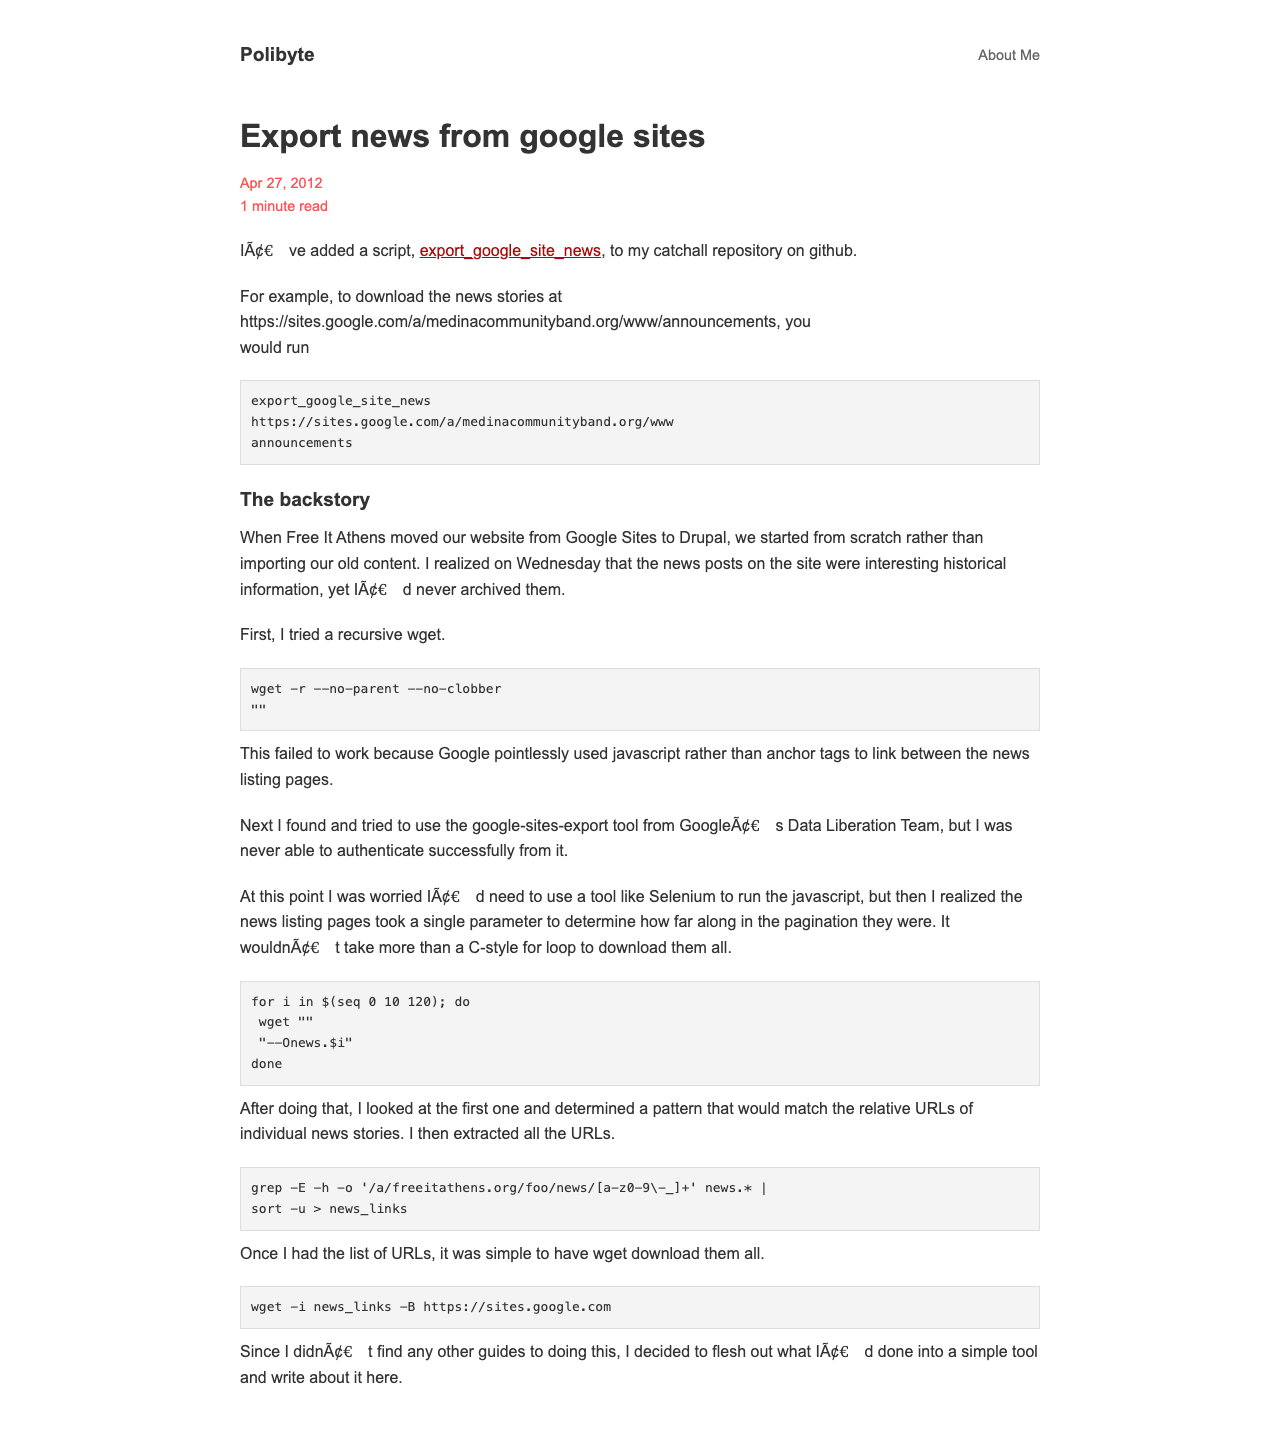 Polibyte
About Me
Export news from google sites
Apr 27, 2012
1 minute read
IÃ¢€ ve added a script, export_google_site_news, to my catchall repository on github.
For example, to download the news stories at
https://sites.google.com/a/medinacommunityband.org/www/announcements, you
would run
export_google_site_news
https://sites.google.com/a/medinacommunityband.org/www
announcements
The backstory
When Free It Athens moved our website from Google Sites to Drupal, we started from scratch rather than
importing our old content. I realized on Wednesday that the news posts on the site were interesting historical
information, yet IÃ¢€ d never archived them.
First, I tried a recursive wget.
wget -r --no-parent --no-clobber
""
This failed to work because Google pointlessly used javascript rather than anchor tags to link between the news
listing pages.
Next I found and tried to use the google-sites-export tool from GoogleÃ¢€ s Data Liberation Team, but I was
never able to authenticate successfully from it.
At this point I was worried IÃ¢€ d need to use a tool like Selenium to run the javascript, but then I realized the
news listing pages took a single parameter to determine how far along in the pagination they were. It
wouldnÃ¢€ t take more than a C-style for loop to download them all.
for i in $(seq 0 10 120); do
 wget ""
 "--Onews.$i"
done
After doing that, I looked at the first one and determined a pattern that would match the relative URLs of
individual news stories. I then extracted all the URLs.
grep -E -h -o '/a/freeitathens.org/foo/news/[a-z0-9\-_]+' news.* |
sort -u > news_links
Once I had the list of URLs, it was simple to have wget download them all.
wget -i news_links -B https://sites.google.com
Since I didnÃ¢€ t find any other guides to doing this, I decided to flesh out what IÃ¢€ d done into a simple tool
and write about it here.